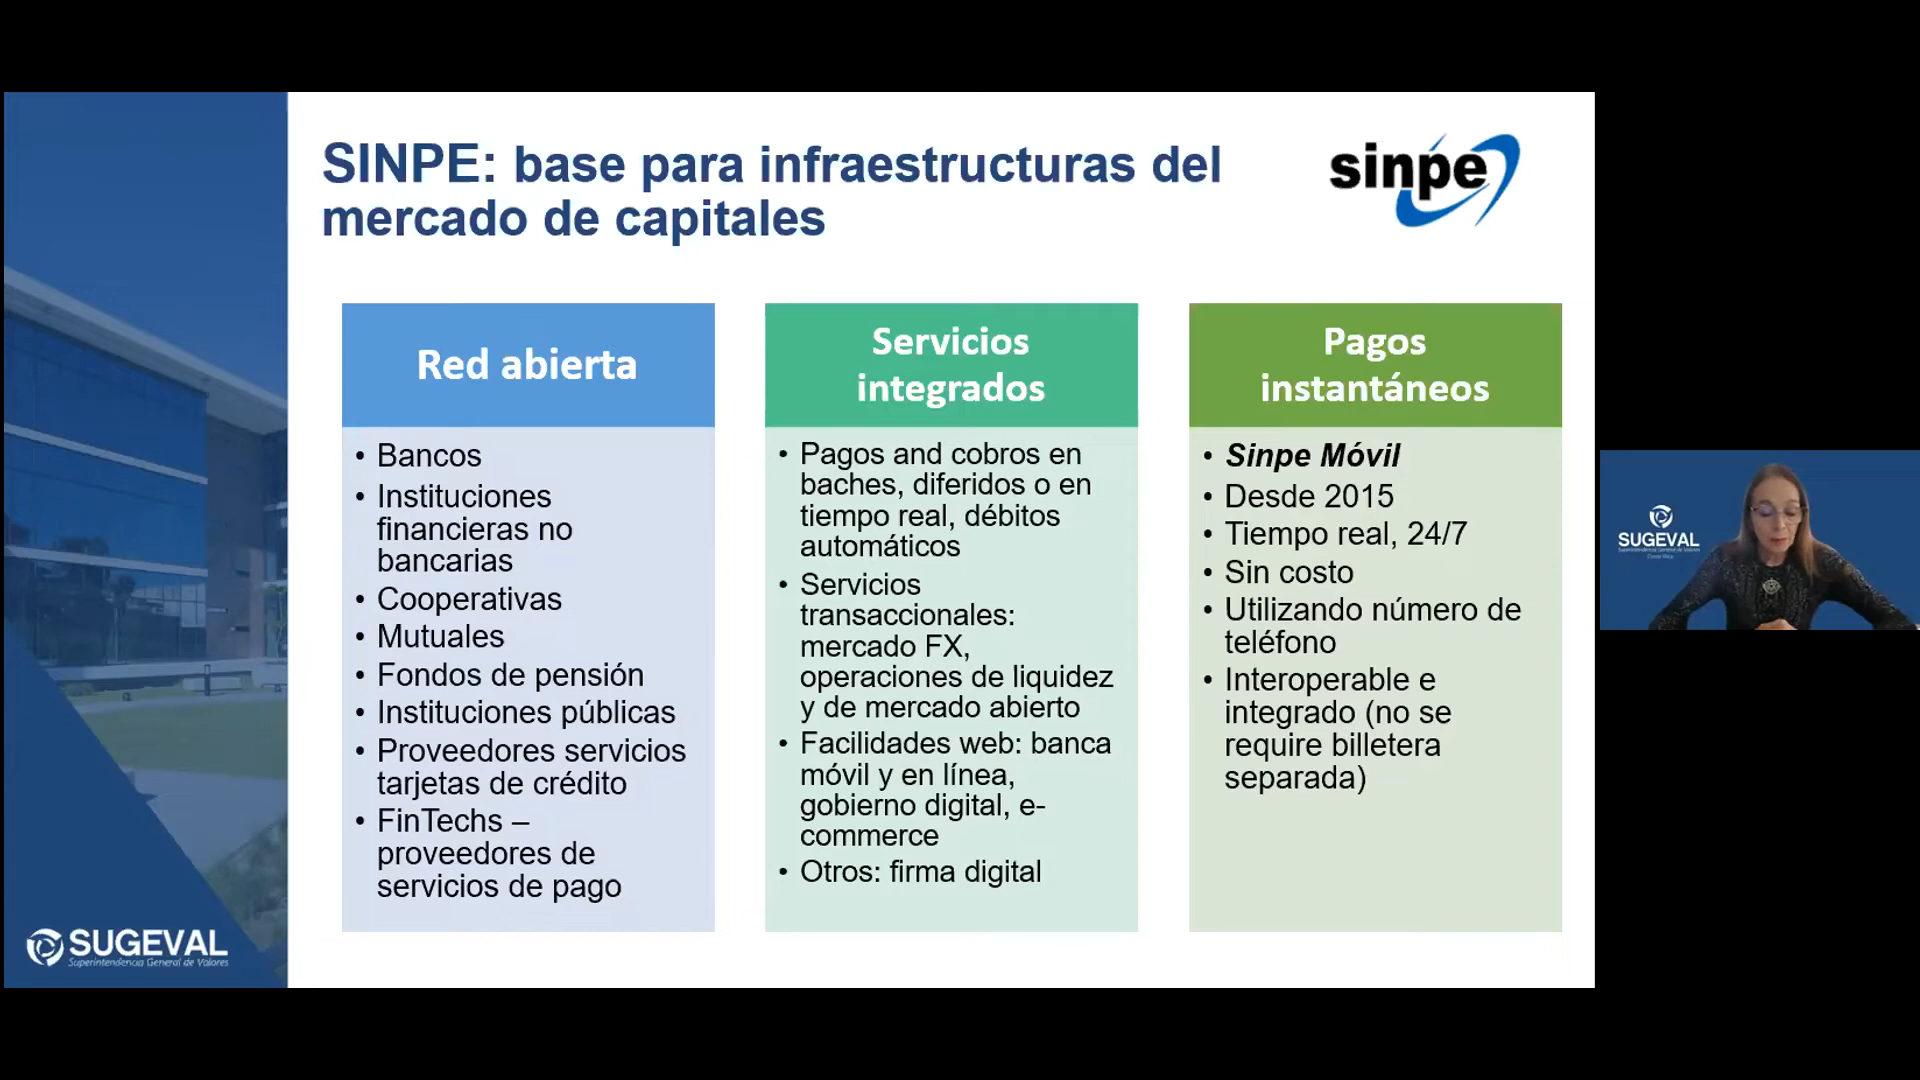 SINPE: base para infraestructuras del
mercado de capitales
sinpe
Red abierta
• Bancos
• Instituciones
financieras no
bancarias
• Cooperativas
• Mutuales
• Fondos de pensión
• Instituciones públicas
• Proveedores servicios
tarjetas de crédito
• FinTechs –
proveedores de
servicios de pago
Servicios
integrados
• Pagos and cobros en
baches, diferidos o en
tiempo real, débitos
automáticos
• Servicios
transaccionales:
mercado FX,
operaciones de liquidez
y de mercado abierto
• Facilidades web: banca
móvil y en línea,
gobierno digital, e-
commerce
• Otros: firma digital
Pagos
instantáneos
• Sinpe Móvil
• Desde 2015
• Tiempo real, 24/7
• Sin costo
• Utilizando número de
teléfono
• Interoperable e
integrado (no se
require billetera
separada)
SUGEVAL
Superintendencia General de Valores
SUGEVAL
Superintendencia General de Valores